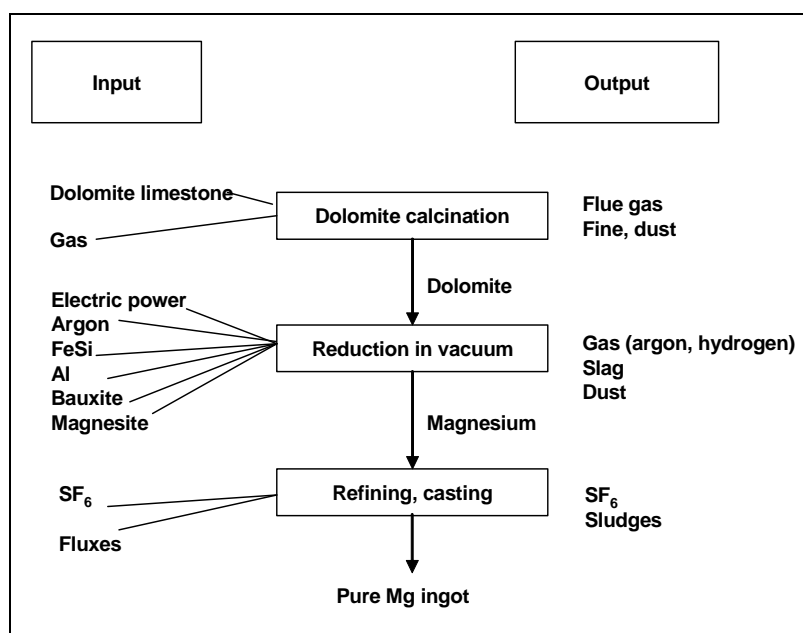 Input
Output
Dolomite limestone
Gas
Dolomite calcination
Flue gas
Fine, dust
Dolomite
Electric power
Argon
FeSi
Al
Bauxite
Magnesite
Reduction in vacuum
Gas (argon, hydrogen)
Slag
Dust
Magnesium
SF₆
Fluxes
Refining, casting
SF₆
Sludges
Pure Mg ingot